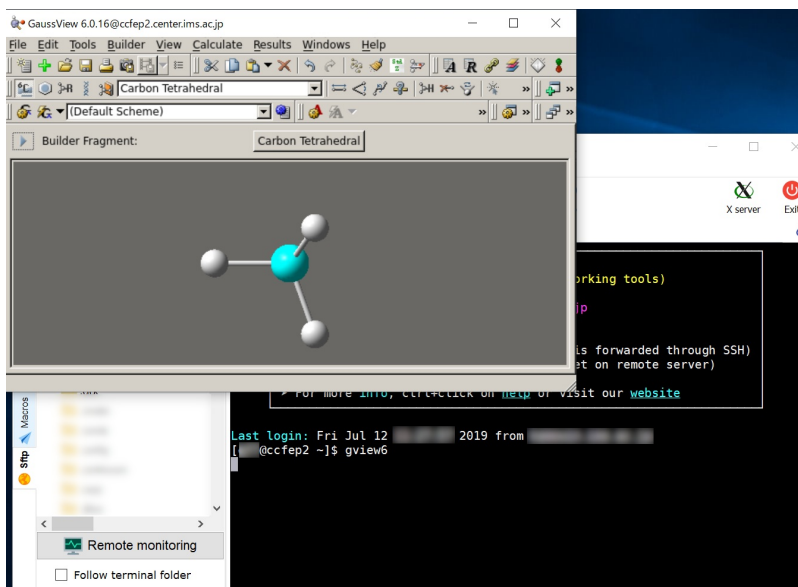 GaussView 6.0.16@ccfep2.center.ims.ac.jp
File Edit Tools Builder View Calculate Results Windows Help
Carbon Tetrahedral
(Default Scheme)
Builder Fragment: Carbon Tetrahedral
X server Exit
rking tools)
jp
is forwarded through SSH)
et on remote server)
For more info, ctrl+click on help or visit our website
Macros
Sftp
Last login: Fri Jul 12 2019 from
[ @ccfep2 ~]$ gview6
Remote monitoring
Follow terminal folder